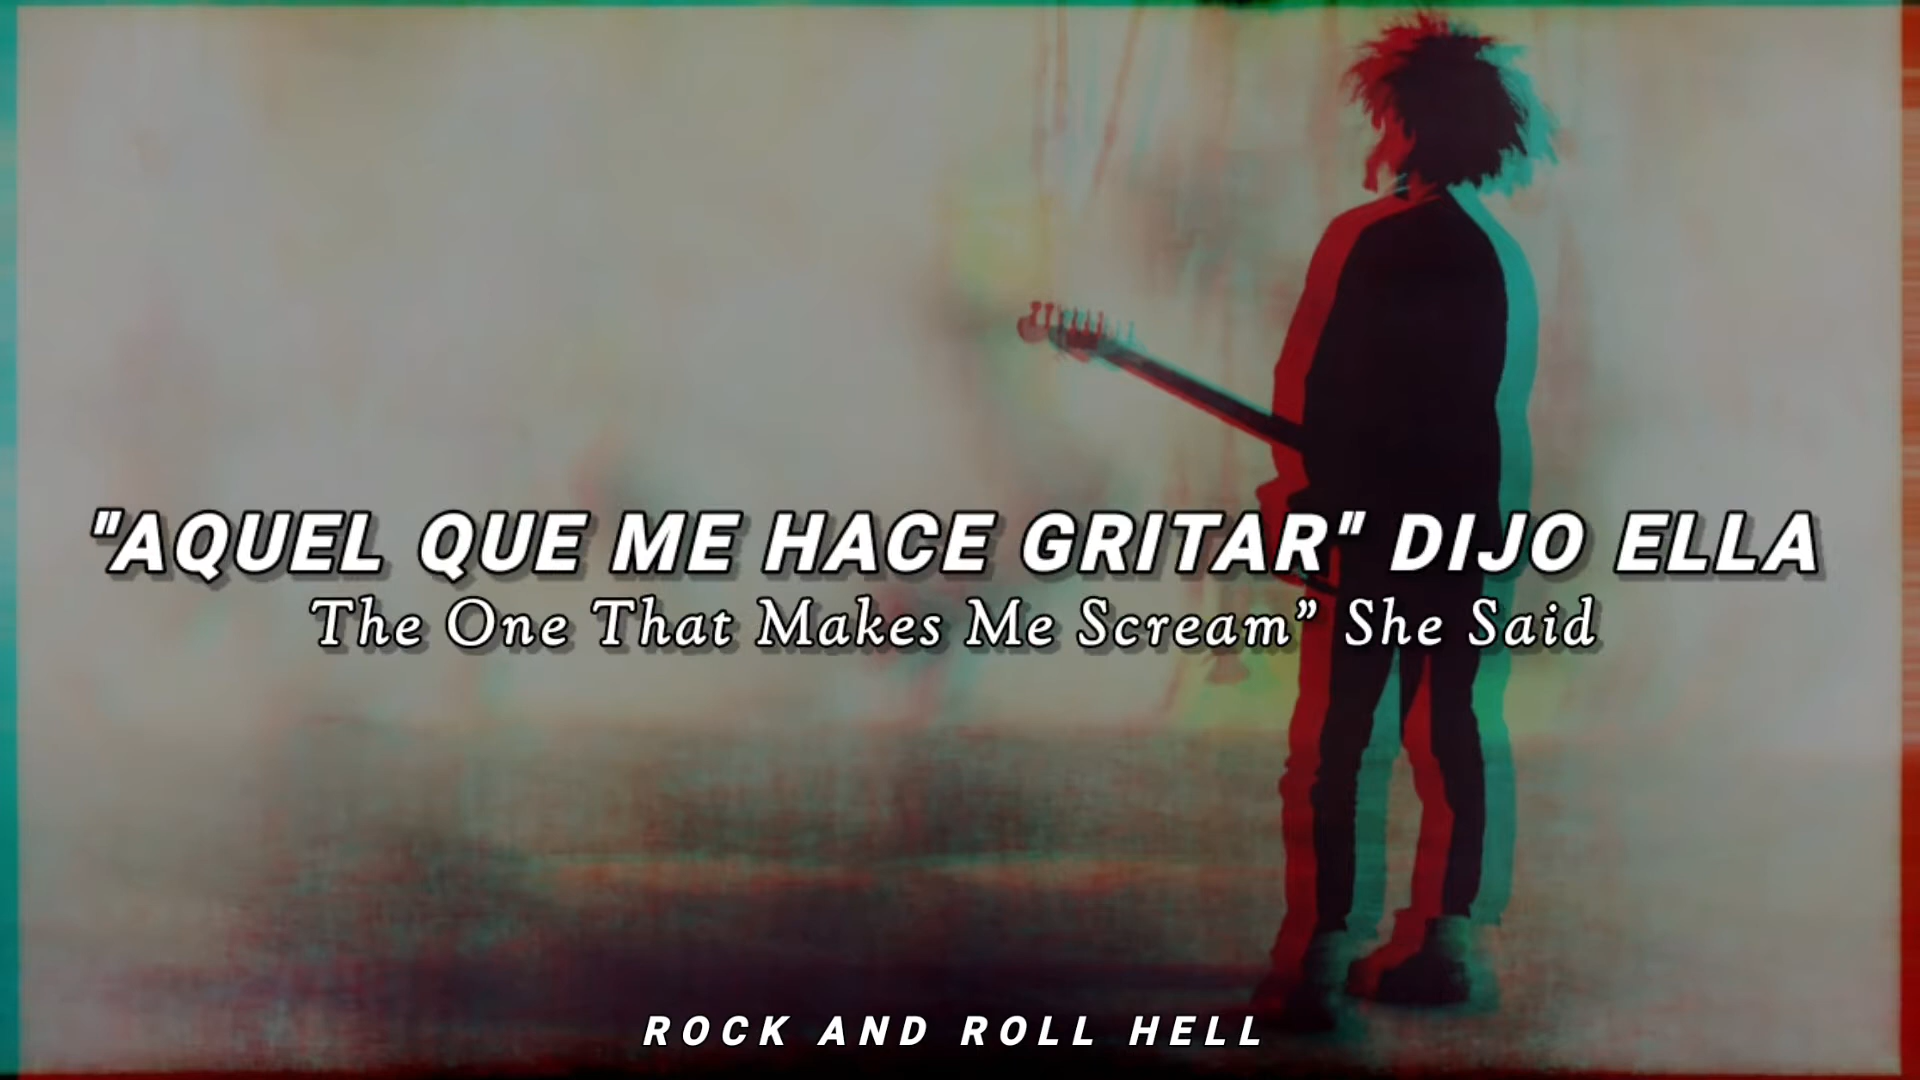 "AQUEL QUE ME HACE GRITAR" DIJO ELLA
The One That Makes Me Scream” She Said
ROCK AND ROLL HELL